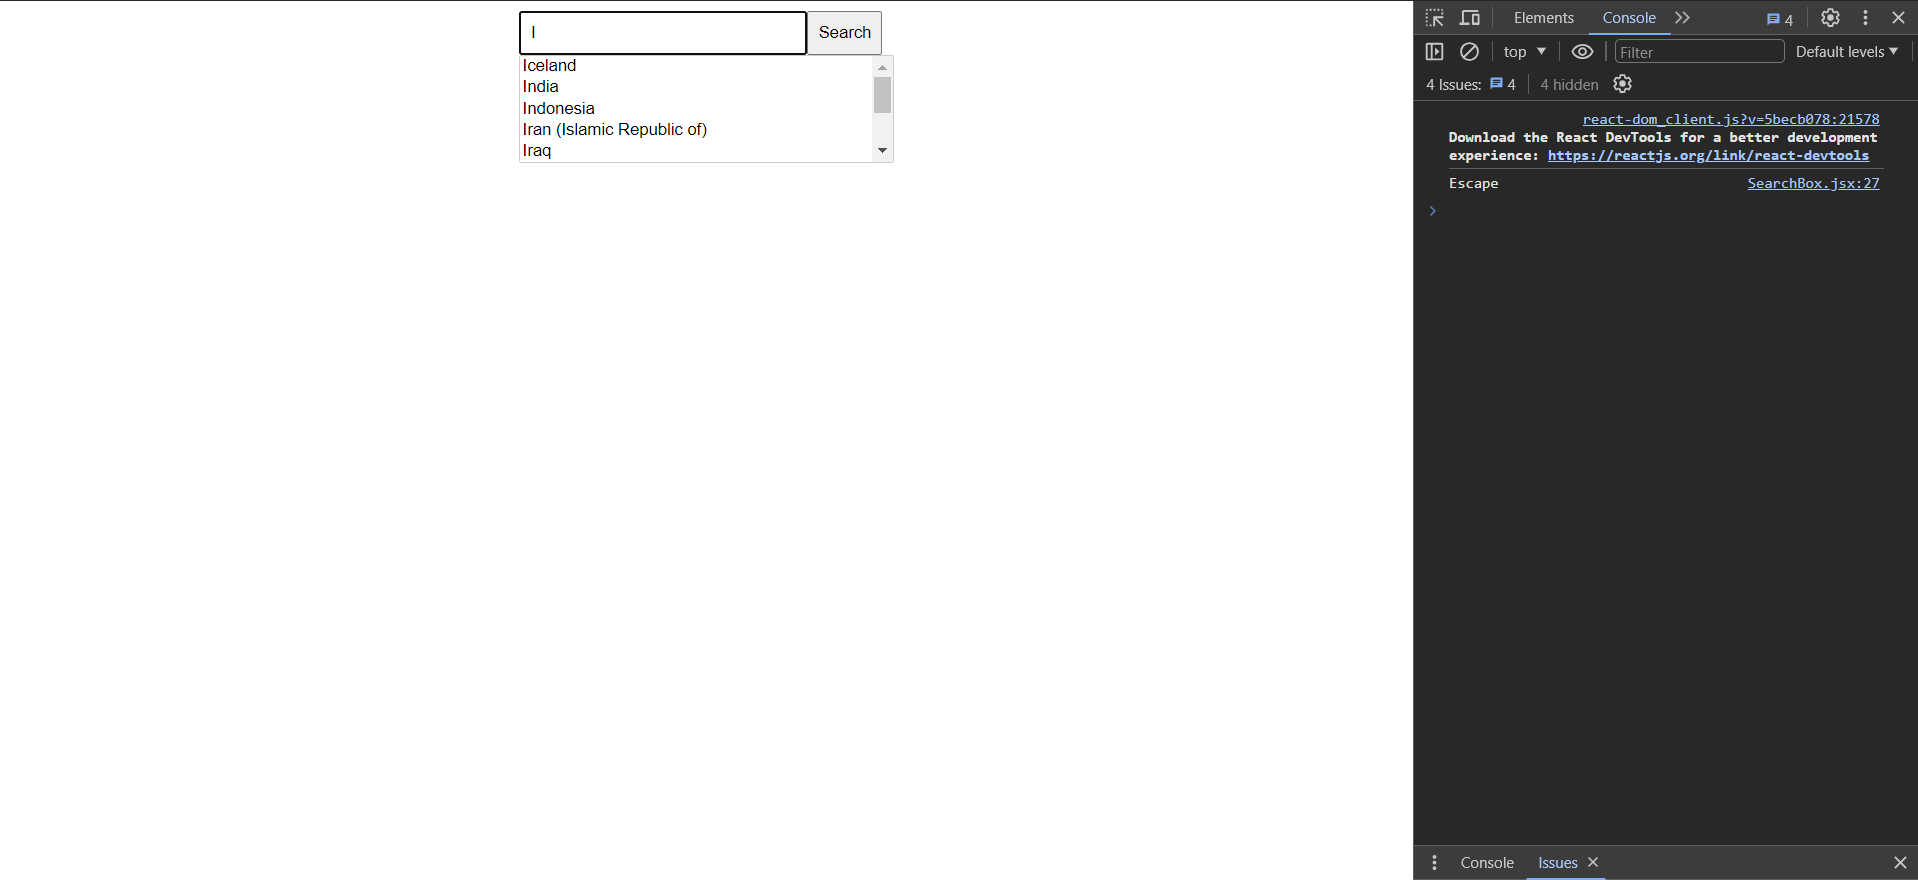 I
Search
Iceland
India
Indonesia
Iran (Islamic Republic of)
Iraq
Elements Console 4
top Filter Default levels
4 Issues: 4 4 hidden
react-dom_client.js?v=5becb078:21578
Download the React DevTools for a better development
experience: https://reactjs.org/link/react-devtools
Escape SearchBox.jsx:27
Console Issues